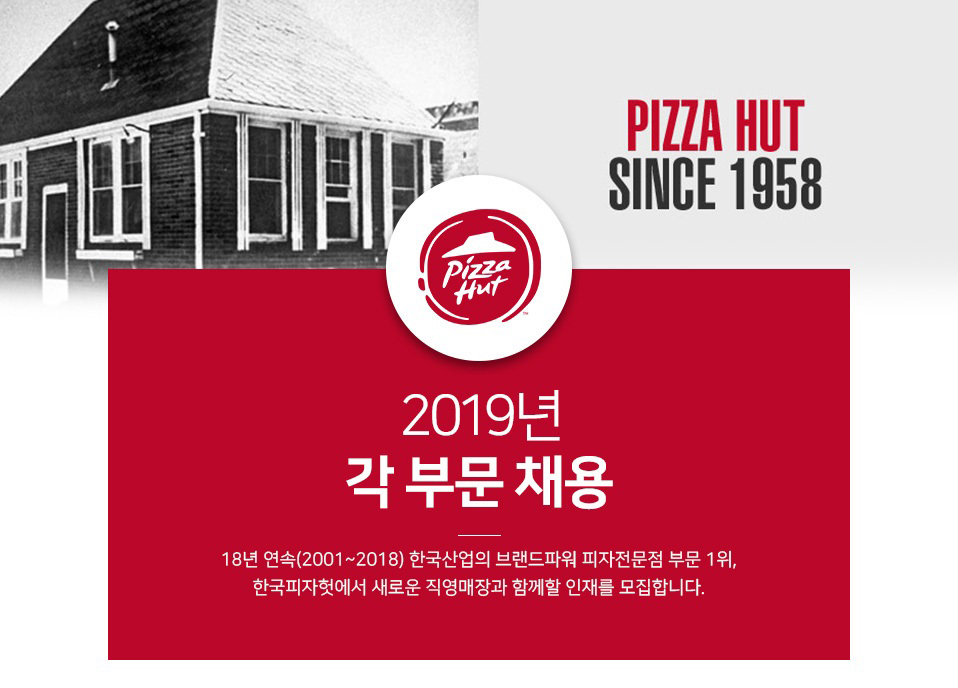 PIZZA HUT
SINCE 1958
Pizza
Hut
™
2019년
각 부문 채용
18년 연속(2001~2018) 한국산업의 브랜드파워 피자전문점 부문 1위,
한국피자헛에서 새로운 직영매장과 함께할 인재를 모집합니다.